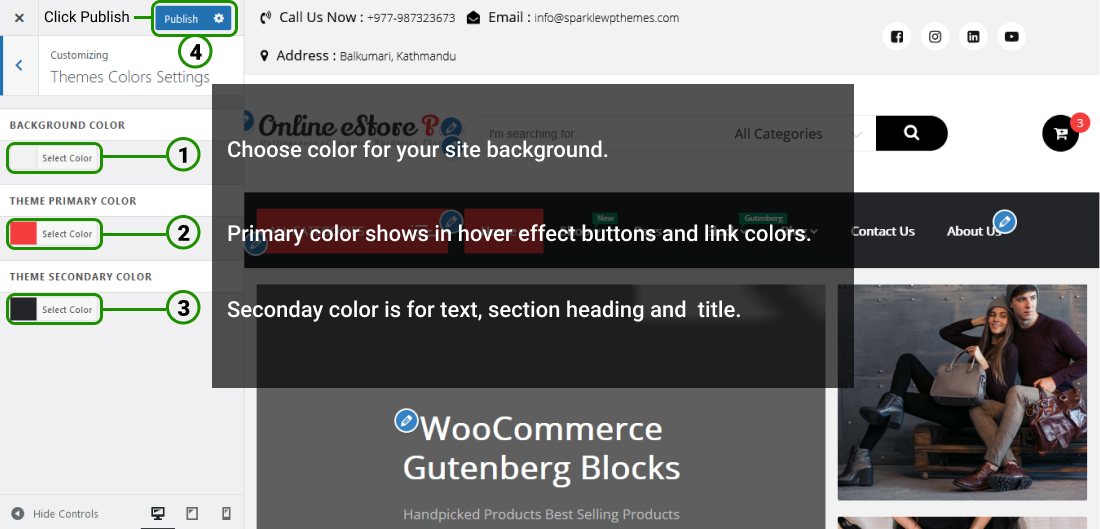 Click Publish
Publish
4
Customizing
Themes Colors Settings
BACKGROUND COLOR
Select Color
1
THEME PRIMARY COLOR
Select Color
2
THEME SECONDARY COLOR
Select Color
3
Hide Controls
Call Us Now : +977-987323673
Email : info@sparklewpthemes.com
Address : Balkumari, Kathmandu
Online eStore P
I'm searching for...
All Categories
3
Choose color for your site background.
New
Gutenberg
Primary color shows in hover effect buttons and link colors.
Contact Us
About Us
Seconday color is for text, section heading and  title.
WooCommerce
Gutenberg Blocks
Handpicked Products Best Selling Products